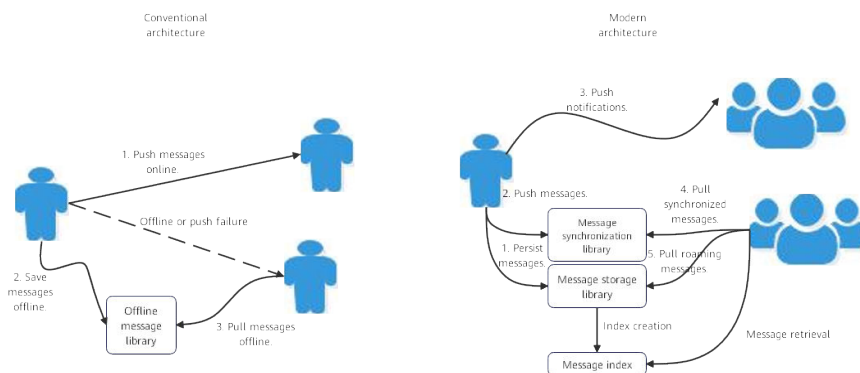 Conventional
architecture
1. Push messages
online.
Offline or push failure
2. Save
messages
offline.
Offline
message
library
3. Pull messages
offline.
Modern
architecture
3. Push
notifications.
2. Push messages.
4. Pull
synchronized
messages.
Message
synchronization
library
1. Persist
messages.
5. Pull roaming
messages
Message storage
library
Index creation
Message retrieval
Message index